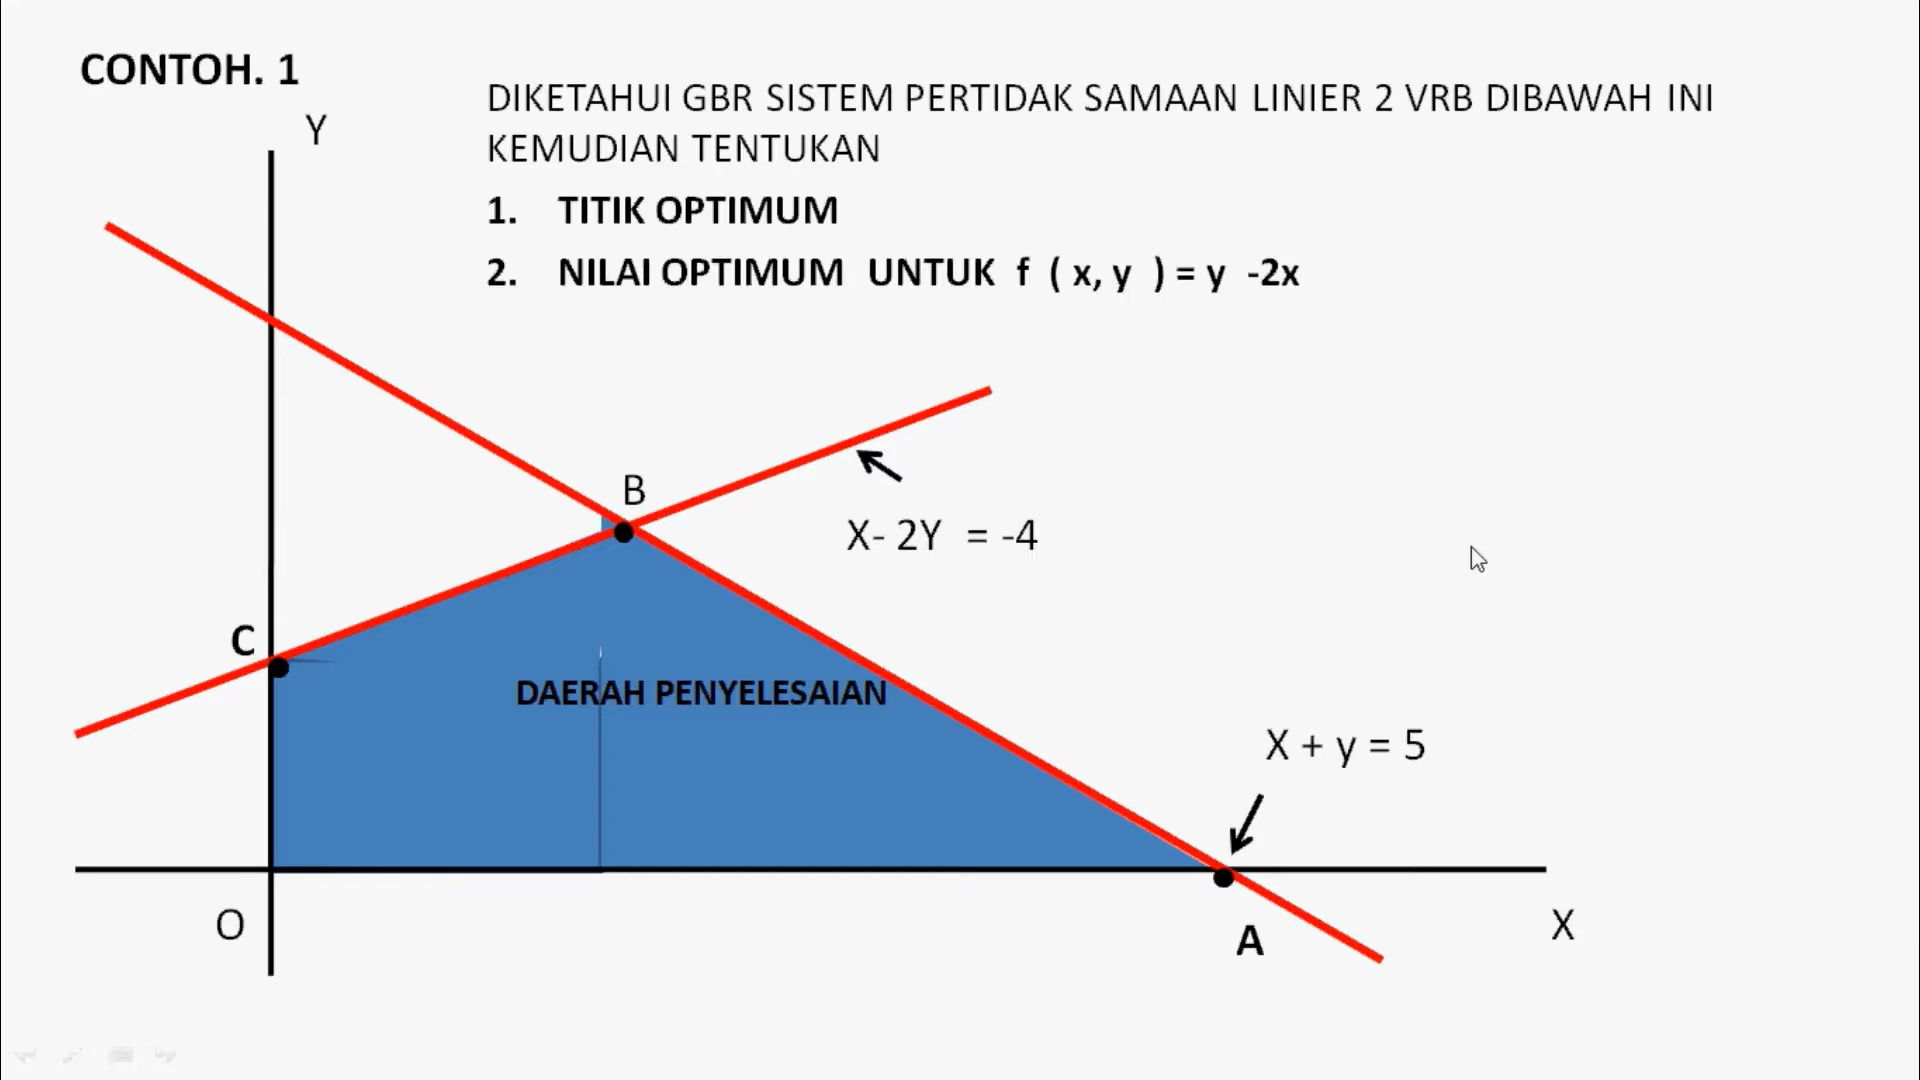 CONTOH. 1
DIKETAHUI GBR SISTEM PERTIDAK SAMAAN LINIER 2 VRB DIBAWAH INI
KEMUDIAN TENTUKAN
1. TITIK OPTIMUM
2. NILAI OPTIMUM UNTUK f ( x, y ) = y -2x
Y
B
X- 2Y = -4
C
DAERAH PENYELESAIAN
X + y = 5
O
A
X